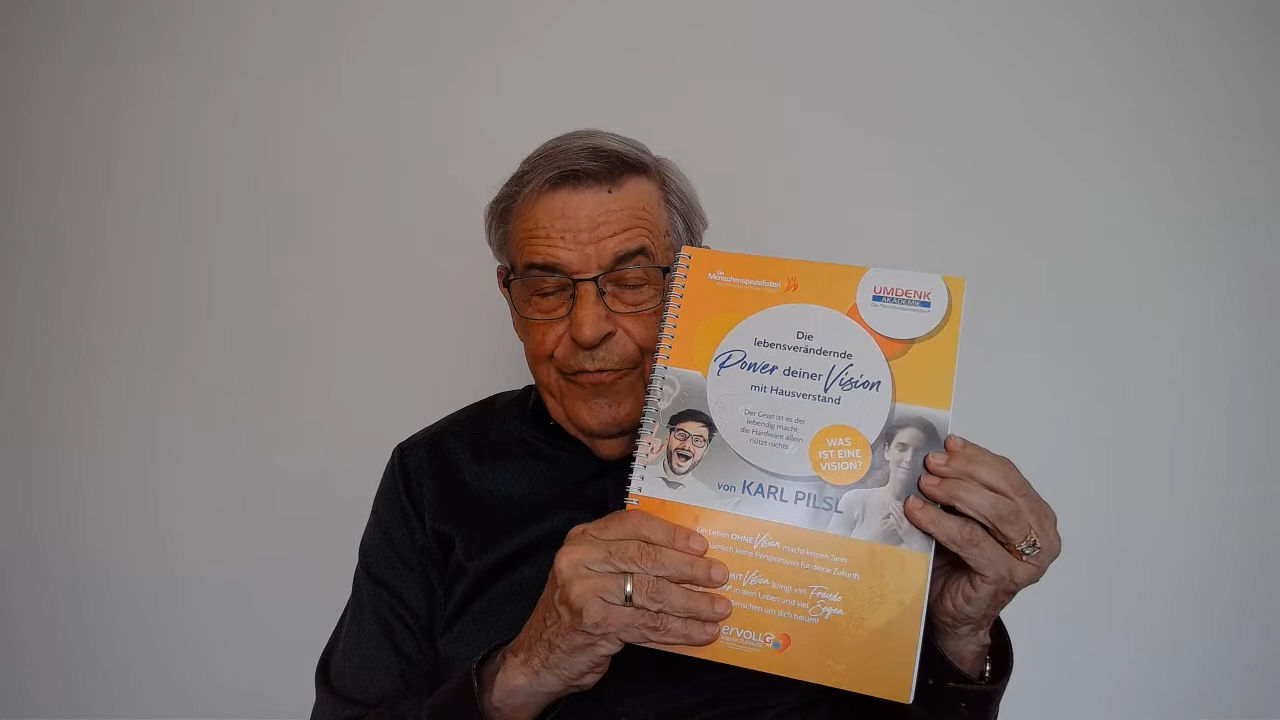 Die
Menschenspezialisten
UMDENK
AKADEMIE
Die
lebensverändernde
Power deiner Vision
mit Hausverstand
Der Geist ist es der
lebendig macht
die Hardware allein
nützt nichts
WAS
IST EINE
VISION?
von KARL PILSL
Ein Leben OHNE Vision macht keinen Sinn
keine Perspektiven für deine Zukunft
MIT Vision bringt viel Freude
in dein Leben und viel Segen
Menschen um dich herum!